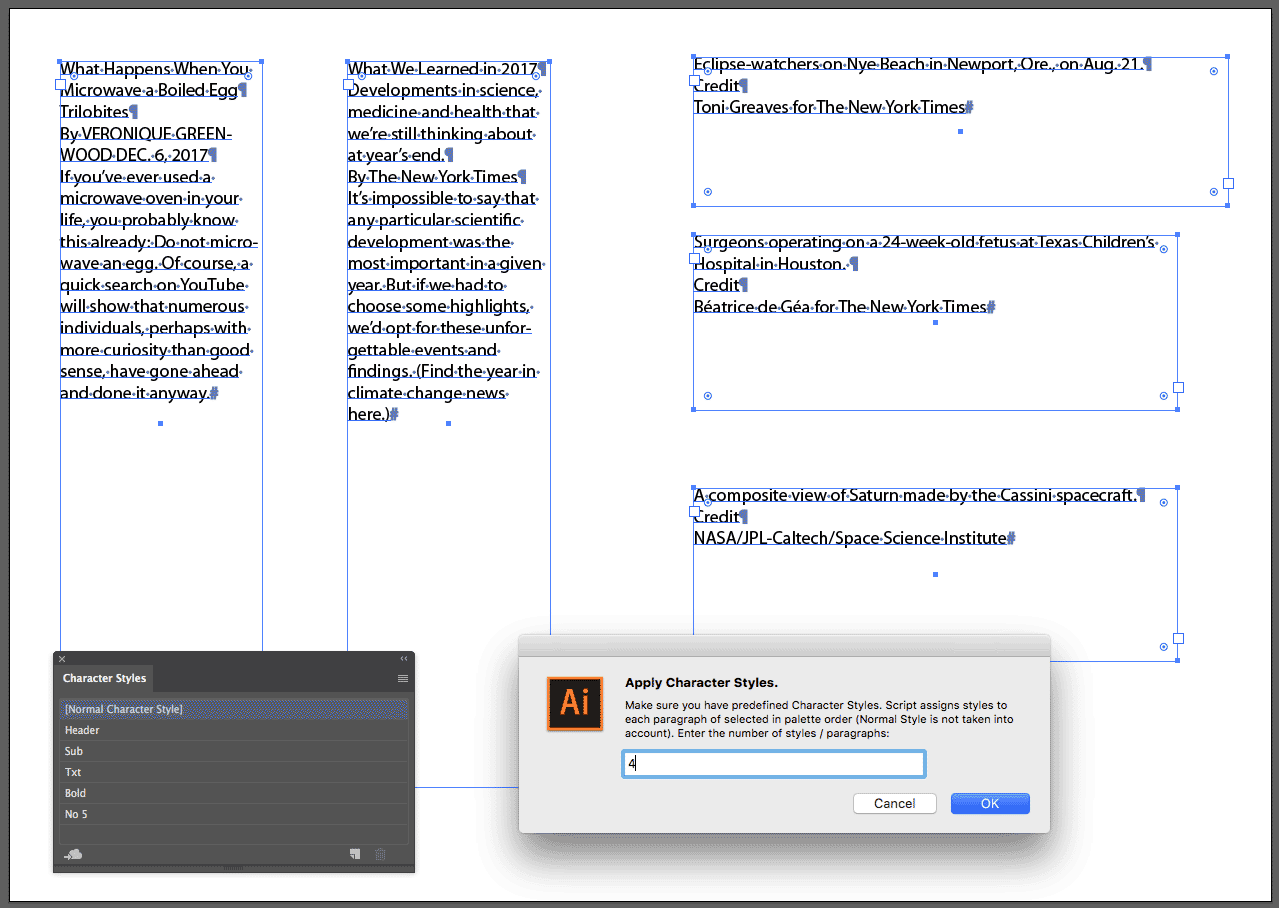 What Happens When You
Microwave a Boiled Egg¶
Trilobites¶
By VERONIQUE GREEN-
WOOD DEC. 6, 2017¶
If you’ve ever used a
microwave oven in your
life, you probably know
this already: Do not micro-
wave an egg. Of course, a
quick search on YouTube
will show that numerous
individuals, perhaps with
more curiosity than good
sense, have gone ahead
and done it anyway.#
What We Learned in 2017¶
Developments in science,
medicine and health that
we’re still thinking about
at year’s end.¶
By The New York Times¶
It’s impossible to say that
any particular scientific
development was the
most important in a given
year. But if we had to
choose some highlights,
we’d opt for these unfor-
gettable events and
findings. (Find the year in
climate change news
here.)#
Eclipse-watchers on Nye Beach in Newport, Ore., on Aug. 21.¶
Credit¶
Toni Greaves for The New York Times#
Surgeons operating on a 24-week-old fetus at Texas Children’s
Hospital in Houston. ¶
Credit¶
Béatrice de Géa for The New York Times#
A composite view of Saturn made by the Cassini spacecraft.¶
Credit¶
NASA/JPL-Caltech/Space Science Institute#
Character Styles
[Normal Character Style]
Header
Sub
Txt
Bold
No 5
Ai
Apply Character Styles.
Make sure you have predefined Character Styles. Script assigns styles to
each paragraph of selected in palette order (Normal Style is not taken into
account). Enter the number of styles / paragraphs:
4
Cancel
OK